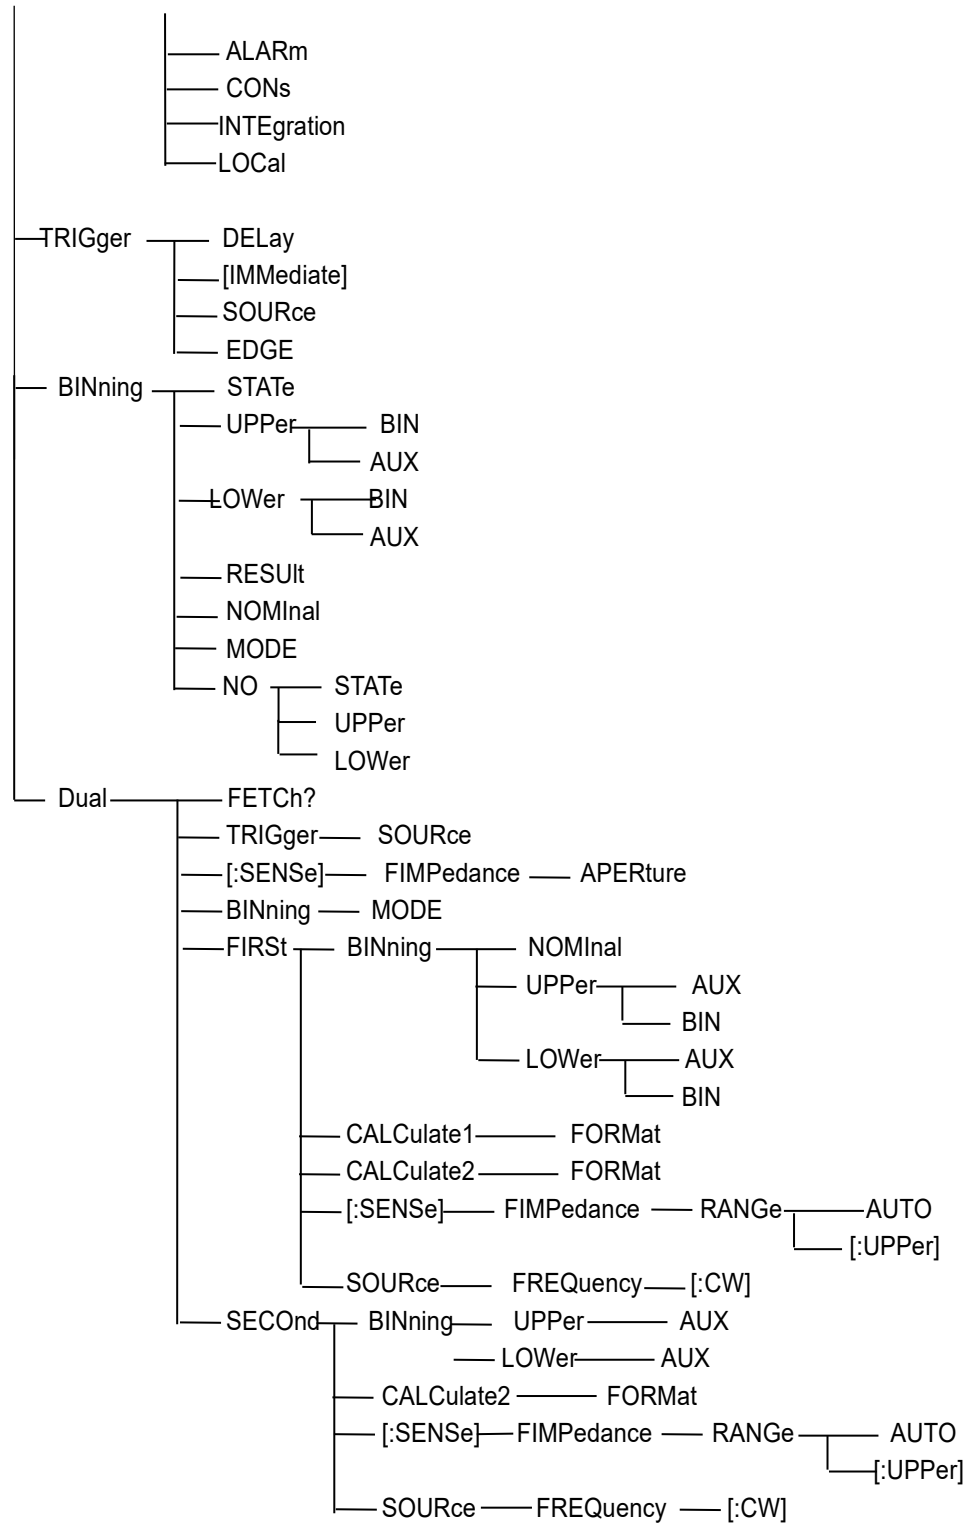 ALARm
CONs
INTEgration
LOCal
TRIGger DELay
[IMMediate]
SOURce
EDGE
BINning STATe
UPPer BIN
AUX
LOWer BIN
AUX
RESUlt
NOMInal
MODE
NO STATe
UPPer
LOWer
Dual FETCh?
TRIGger SOURce
[:SENSe] FIMPedance APERture
BINning MODE
FIRSt BINning NOMInal
UPPer AUX
BIN
LOWer AUX
BIN
CALCulate1 FORMat
CALCulate2 FORMat
[:SENSe] FIMPedance RANGe AUTO
[:UPPer]
SOURce FREQuency [:CW]
SECOnd BINning UPPer AUX
LOWer AUX
CALCulate2 FORMat
[:SENSe] FIMPedance RANGe AUTO
[:UPPer]
SOURce FREQuency [:CW]